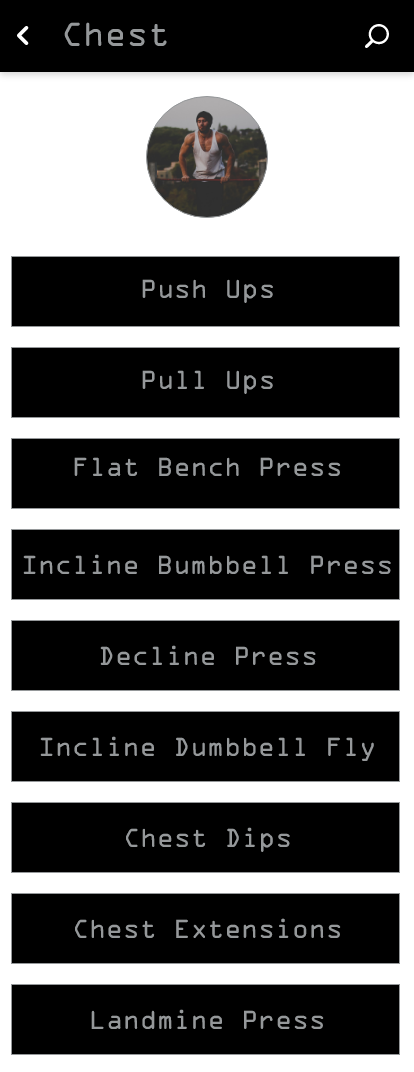 Chest
Push Ups
Pull Ups
Flat Bench Press
Incline Bumbbell Press
Decline Press
Incline Dumbbell Fly
Chest Dips
Chest Extensions
Landmine Press